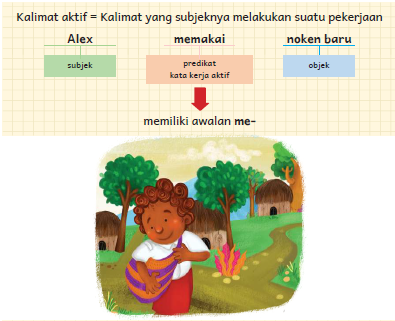 Kalimat aktif = Kalimat yang subjeknya melakukan suatu pekerjaan
Alex memakai noken baru
subjek predikat objek
kata kerja aktif
memiliki awalan me-